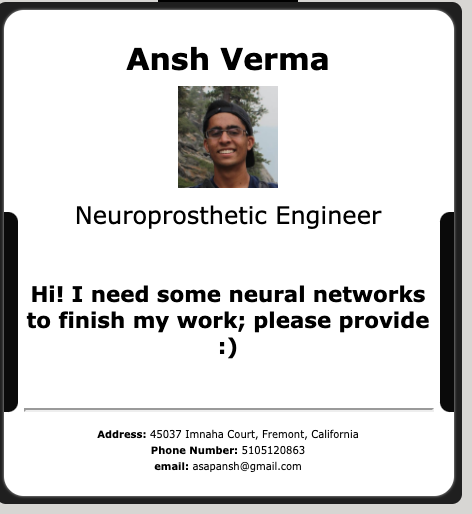 Ansh Verma
Neuroprosthetic Engineer
Hi! I need some neural networks
to finish my work; please provide
:)
Address: 45037 Imnaha Court, Fremont, California
Phone Number: 5105120863
email: asapansh@gmail.com